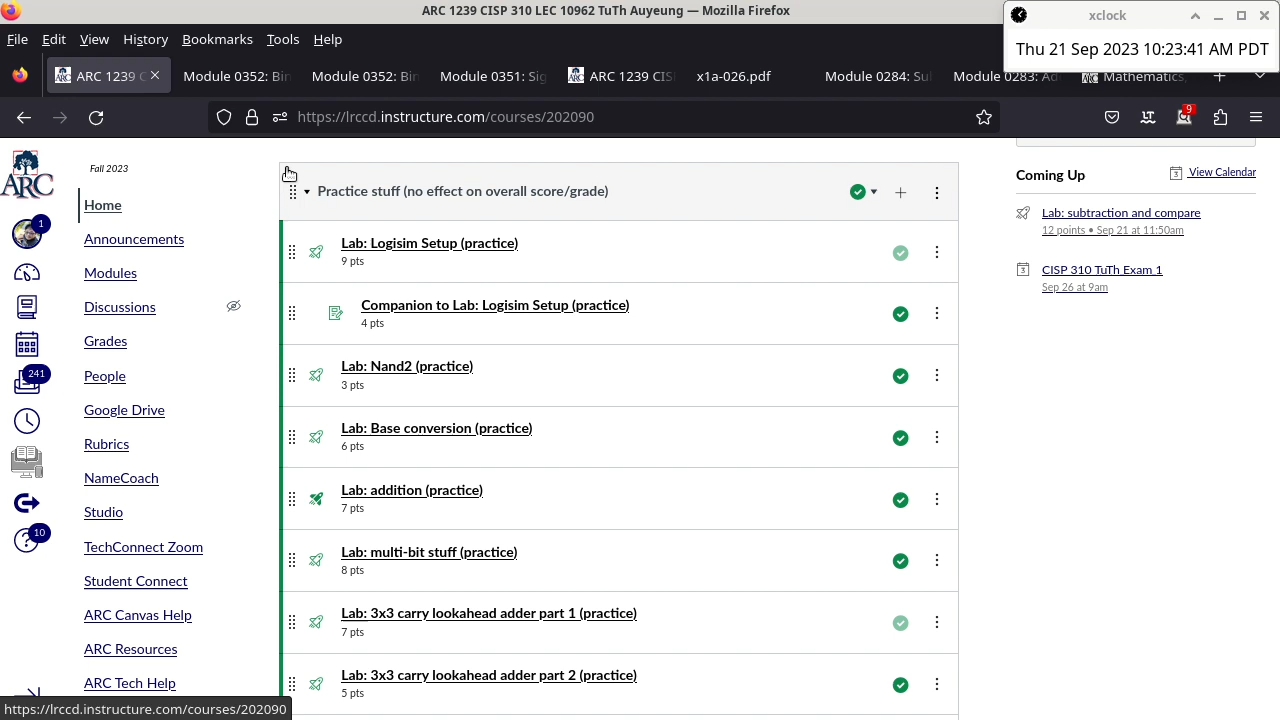 ARC 1239 CISP 310 LEC 10962 TuTh Auyeung — Mozilla Firefox
xclock
Thu 21 Sep 2023 10:23:41 AM PDT
File Edit View History Bookmarks Tools Help
ARC 1239 C
Module 0352: Bin
Module 0352: Bin
Module 0351: Sig
ARC 1239 CIS
x1a-026.pdf
Module 0284: Sul
Module 0283: Ad
Mathematics,
https://lrccd.instructure.com/courses/202090
9
ARC
Fall 2023
1
241
10
Home
Announcements
Modules
Discussions
Grades
People
Google Drive
Rubrics
NameCoach
Studio
TechConnect Zoom
Student Connect
ARC Canvas Help
ARC Resources
ARC Tech Help
Practice stuff (no effect on overall score/grade)
Lab: Logisim Setup (practice)
9 pts
Companion to Lab: Logisim Setup (practice)
4 pts
Lab: Nand2 (practice)
3 pts
Lab: Base conversion (practice)
6 pts
Lab: addition (practice)
7 pts
Lab: multi-bit stuff (practice)
8 pts
Lab: 3x3 carry lookahead adder part 1 (practice)
7 pts
Lab: 3x3 carry lookahead adder part 2 (practice)
5 pts
Coming Up
View Calendar
Lab: subtraction and compare
12 points • Sep 21 at 11:50am
CISP 310 TuTh Exam 1
Sep 26 at 9am
https://lrccd.instructure.com/courses/202090